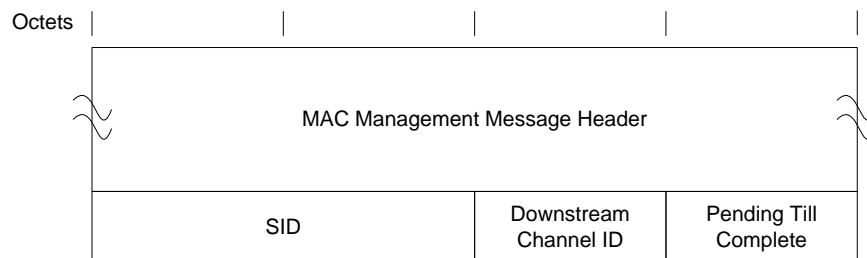 Octets
MAC Management Message Header
SID
Downstream
Channel ID
Pending Till
Complete